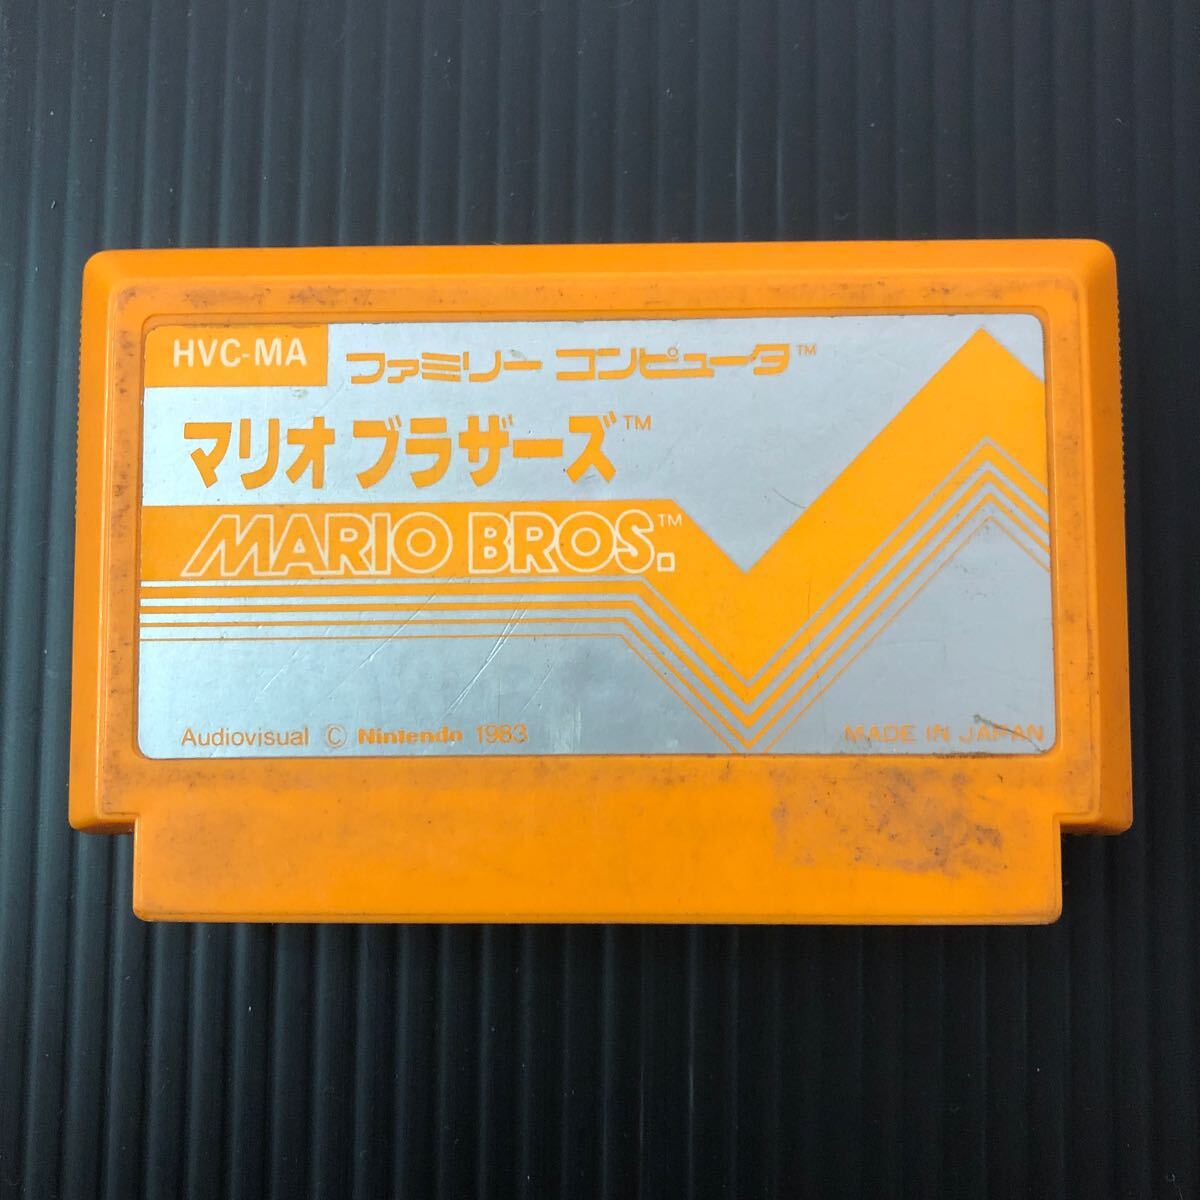 HVC-MA
ファミリー コンピュータ™
マリオ ブラザーズ™
MARIO BROS.™
Audiovisual © Nintendo 1983
MADE IN JAPAN